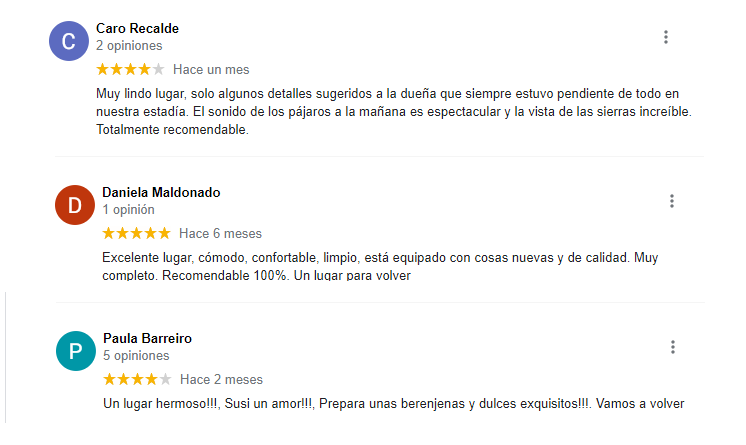 C
Caro Recalde
2 opiniones
Hace un mes
Muy lindo lugar, solo algunos detalles sugeridos a la dueña que siempre estuvo pendiente de todo en
nuestra estadía. El sonido de los pájaros a la mañana es espectacular y la vista de las sierras increíble.
Totalmente recomendable.
D
Daniela Maldonado
1 opinión
Hace 6 meses
Excelente lugar, cómodo, confortable, limpio, está equipado con cosas nuevas y de calidad. Muy
completo. Recomendable 100%. Un lugar para volver
P
Paula Barreiro
5 opiniones
Hace 2 meses
Un lugar hermoso!!!, Susi un amor!!!, Prepara unas berenjenas y dulces exquisitos!!!. Vamos a volver